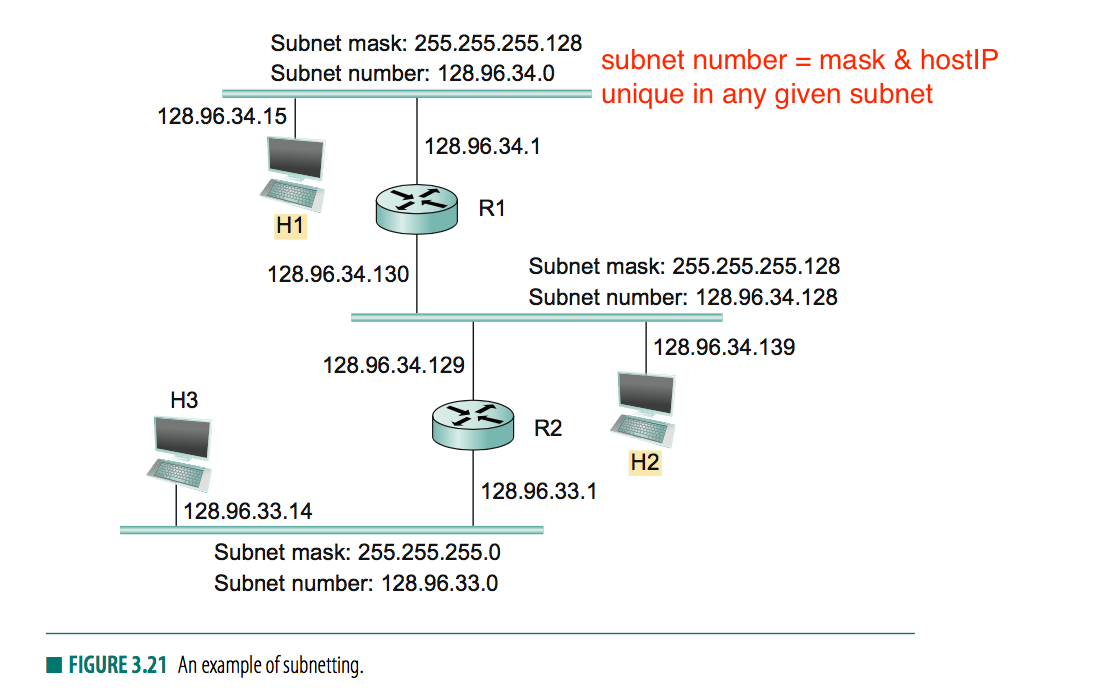 Subnet mask: 255.255.255.128
Subnet number: 128.96.34.0
subnet number = mask & hostIP
unique in any given subnet
128.96.34.15
128.96.34.1
H1
R1
128.96.34.130
Subnet mask: 255.255.255.128
Subnet number: 128.96.34.128
128.96.34.129
128.96.34.139
H3
R2
H2
128.96.33.1
128.96.33.14
Subnet mask: 255.255.255.0
Subnet number: 128.96.33.0
FIGURE 3.21 An example of subnetting.